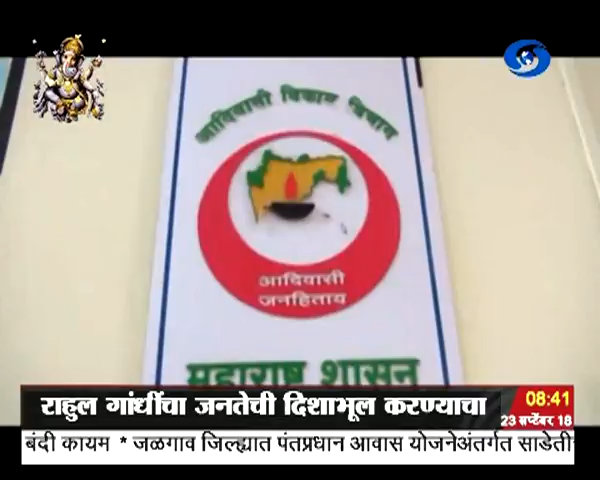 आदिवासी विकास विभाग
आदिवासी
जनहिताय
महाराष्ट्र शासन
राहुल गांधींचा जनतेची दिशाभूल करण्याचा
08:41
23 सप्टेंबर 18
बंदी कायम * जळगाव जिल्ह्यात पंतप्रधान आवास योजनेअंतर्गत साडेती